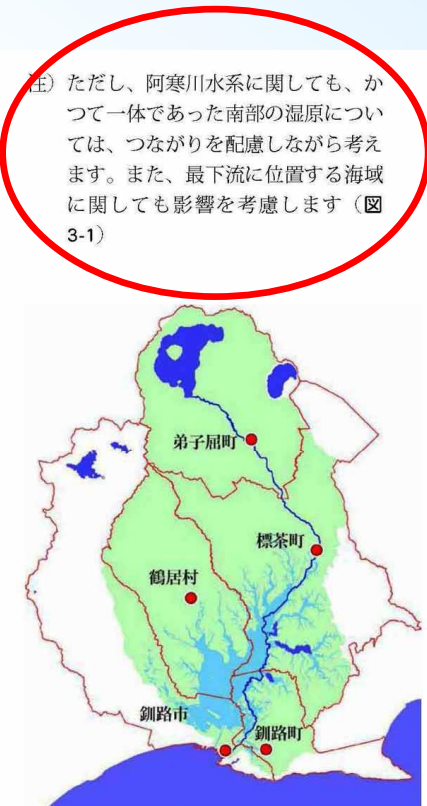 注）ただし、阿寒川水系に関しても、か
つて一体であった南部の湿原につい
ては、つながりを配慮しながら考え
ます。また、最下流に位置する海域
に関しても影響を考慮します（図
3-1）
弟子屈町
標茶町
鶴居村
釧路市
釧路町